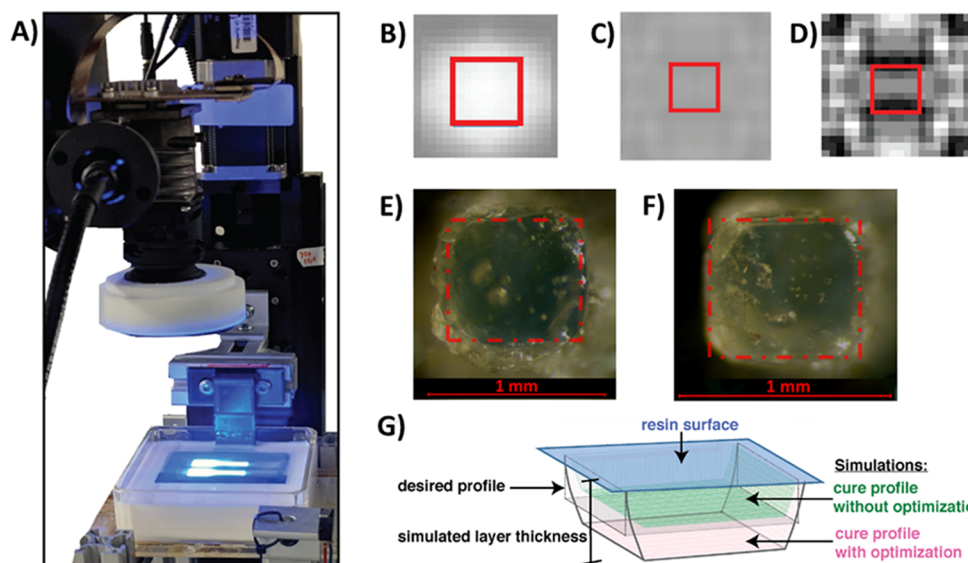 A)
B)
C)
D)
E)
F)
1 mm
1 mm
G)
resin surface
desired profile
simulated layer thickness
Simulations:
cure profile
without optimizatio
cure profile
with optimization